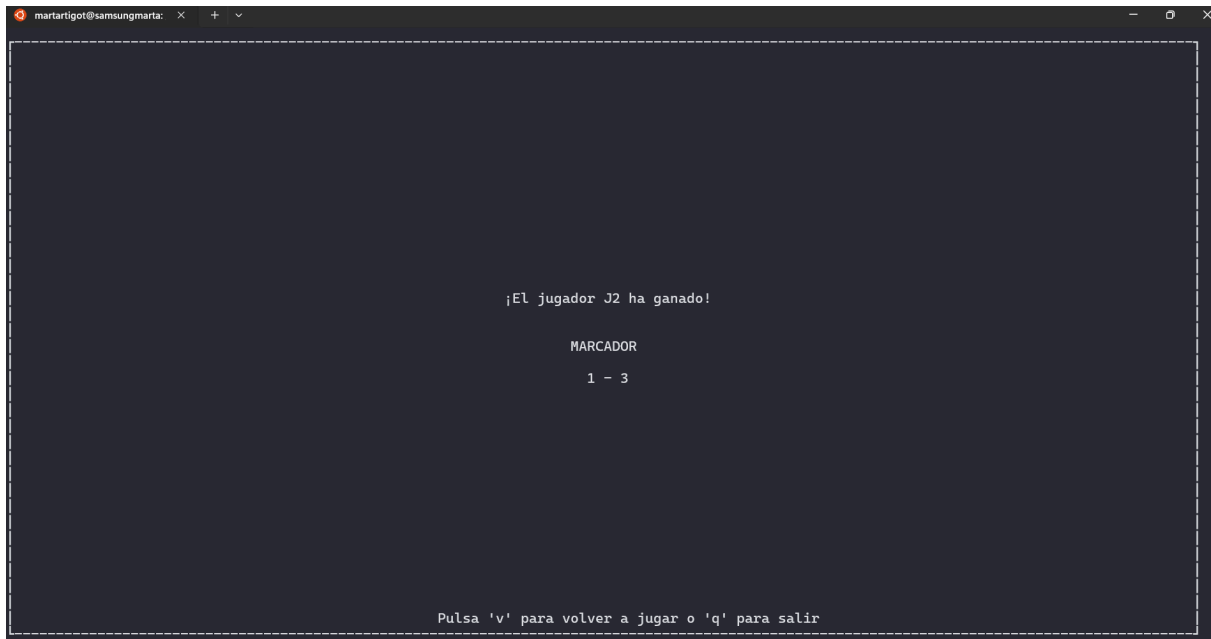 martartigot@samsungmarta:
¡El jugador J2 ha ganado!
MARCADOR
1 - 3
Pulsa 'v' para volver a jugar o 'q' para salir